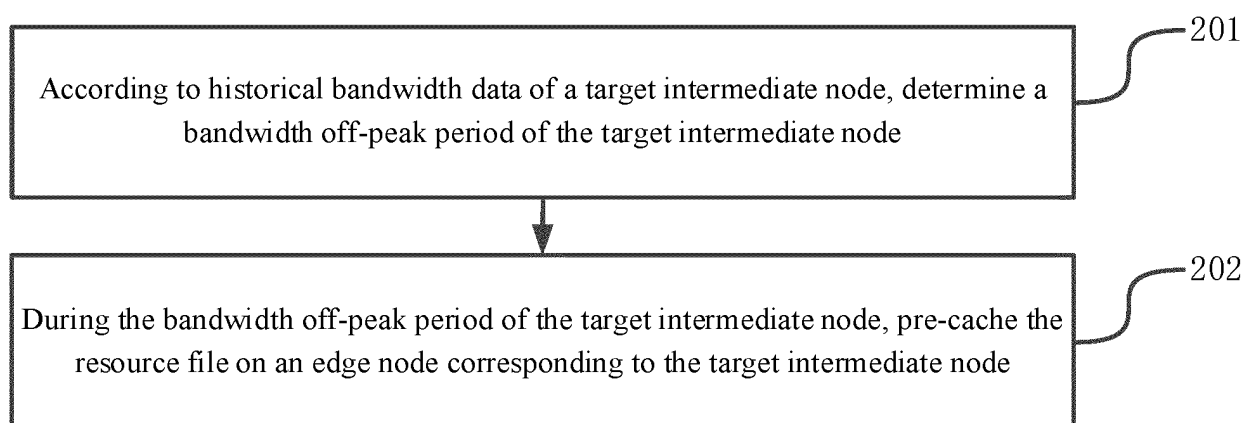 201
According to historical bandwidth data of a target intermediate node, determine a
bandwidth off-peak period of the target intermediate node
202
During the bandwidth off-peak period of the target intermediate node, pre-cache the
resource file on an edge node corresponding to the target intermediate node